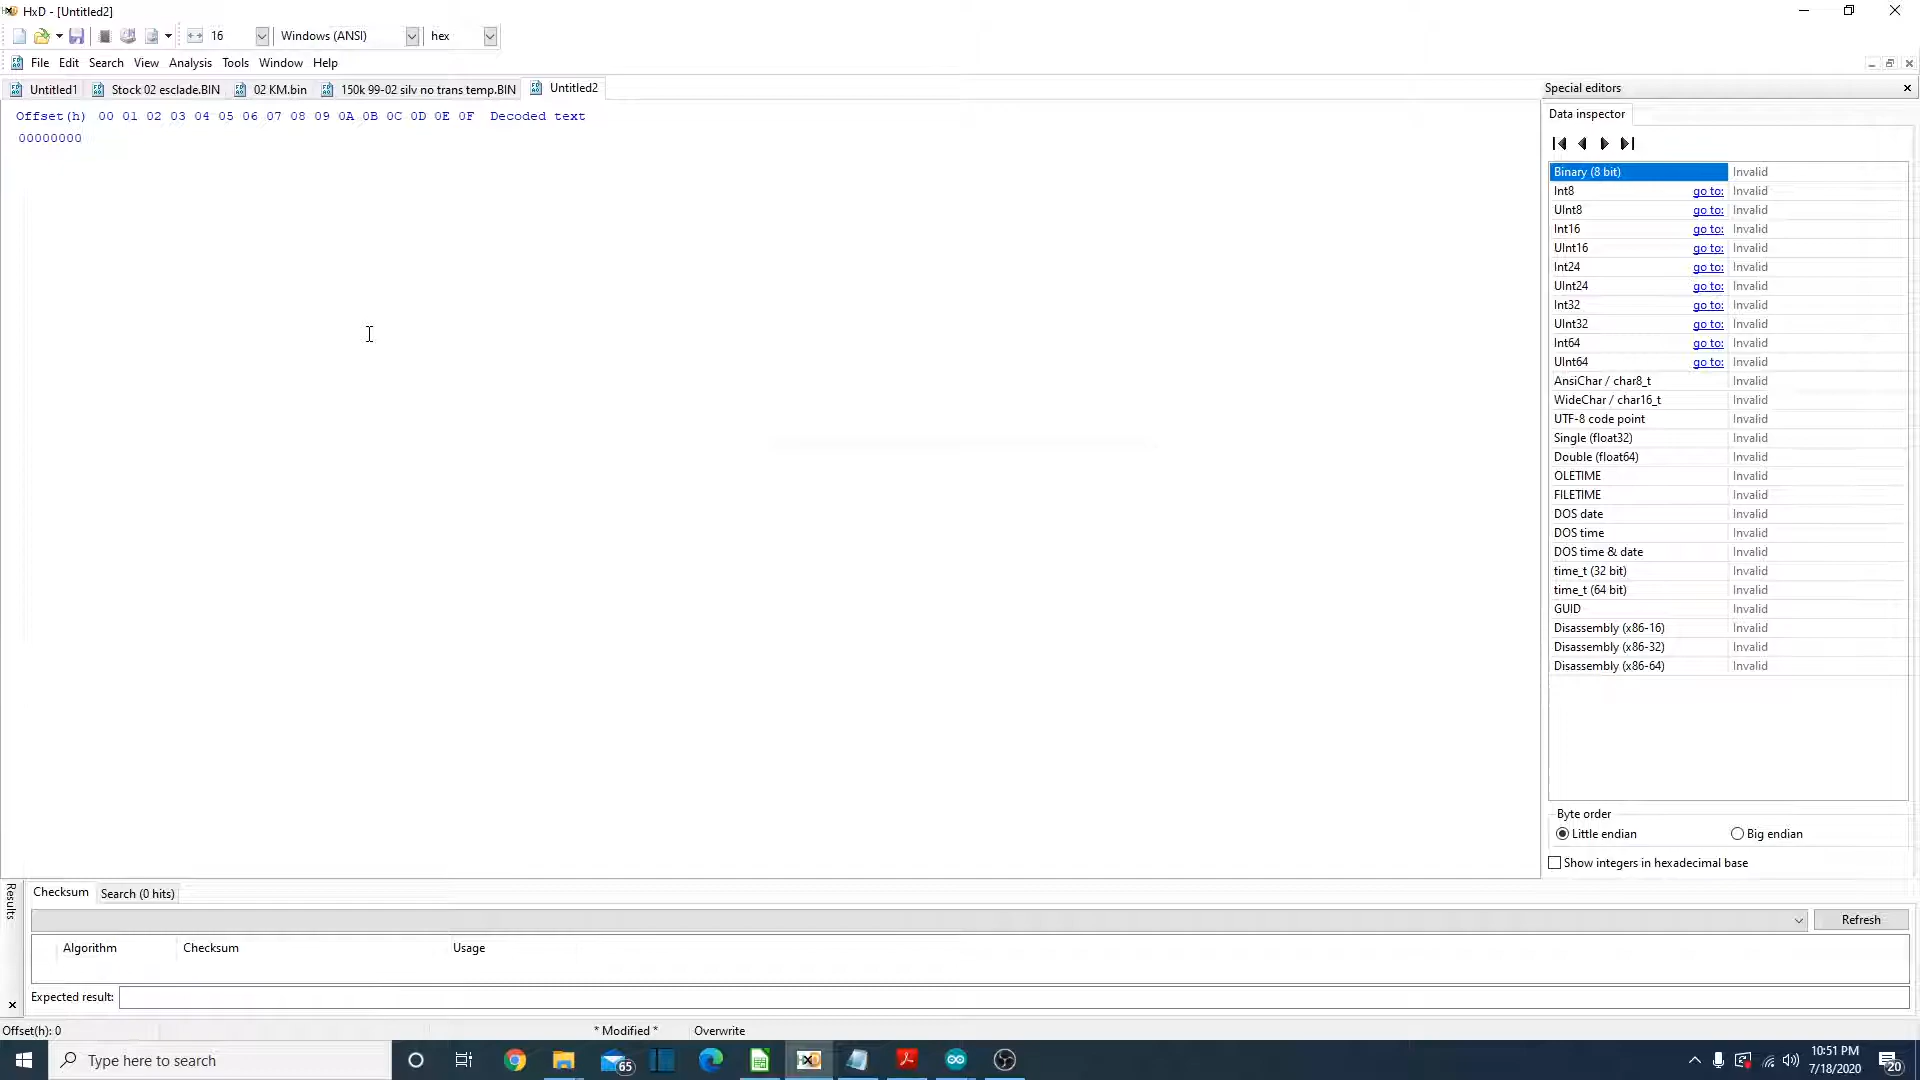 HxD - [Untitled2]
16 Windows (ANSI) hex
File Edit Search View Analysis Tools Window Help
Untitled1 Stock 02 esclade.BIN 02 KM.bin 150k 99-02 silv no trans temp.BIN Untitled2
Offset(h) 00 01 02 03 04 05 06 07 08 09 0A 0B 0C 0D 0E 0F Decoded text
00000000
Special editors
Data inspector
Binary (8 bit) Invalid
Int8 go to: Invalid
UInt8 go to: Invalid
Int16 go to: Invalid
UInt16 go to: Invalid
Int24 go to: Invalid
UInt24 go to: Invalid
Int32 go to: Invalid
UInt32 go to: Invalid
Int64 go to: Invalid
UInt64 go to: Invalid
AnsiChar / char8_t Invalid
WideChar / char16_t Invalid
UTF-8 code point Invalid
Single (float32) Invalid
Double (float64) Invalid
OLETIME Invalid
FILETIME Invalid
DOS date Invalid
DOS time Invalid
DOS time & date Invalid
time_t (32 bit) Invalid
time_t (64 bit) Invalid
GUID Invalid
Disassembly (x86-16) Invalid
Disassembly (x86-32) Invalid
Disassembly (x86-64) Invalid
Byte order
Little endian Big endian
Show integers in hexadecimal base
Results
Checksum Search (0 hits)
Refresh
Algorithm Checksum Usage
Expected result:
Offset(h): 0 * Modified * Overwrite
Type here to search
65
10:51 PM
7/18/2020
20